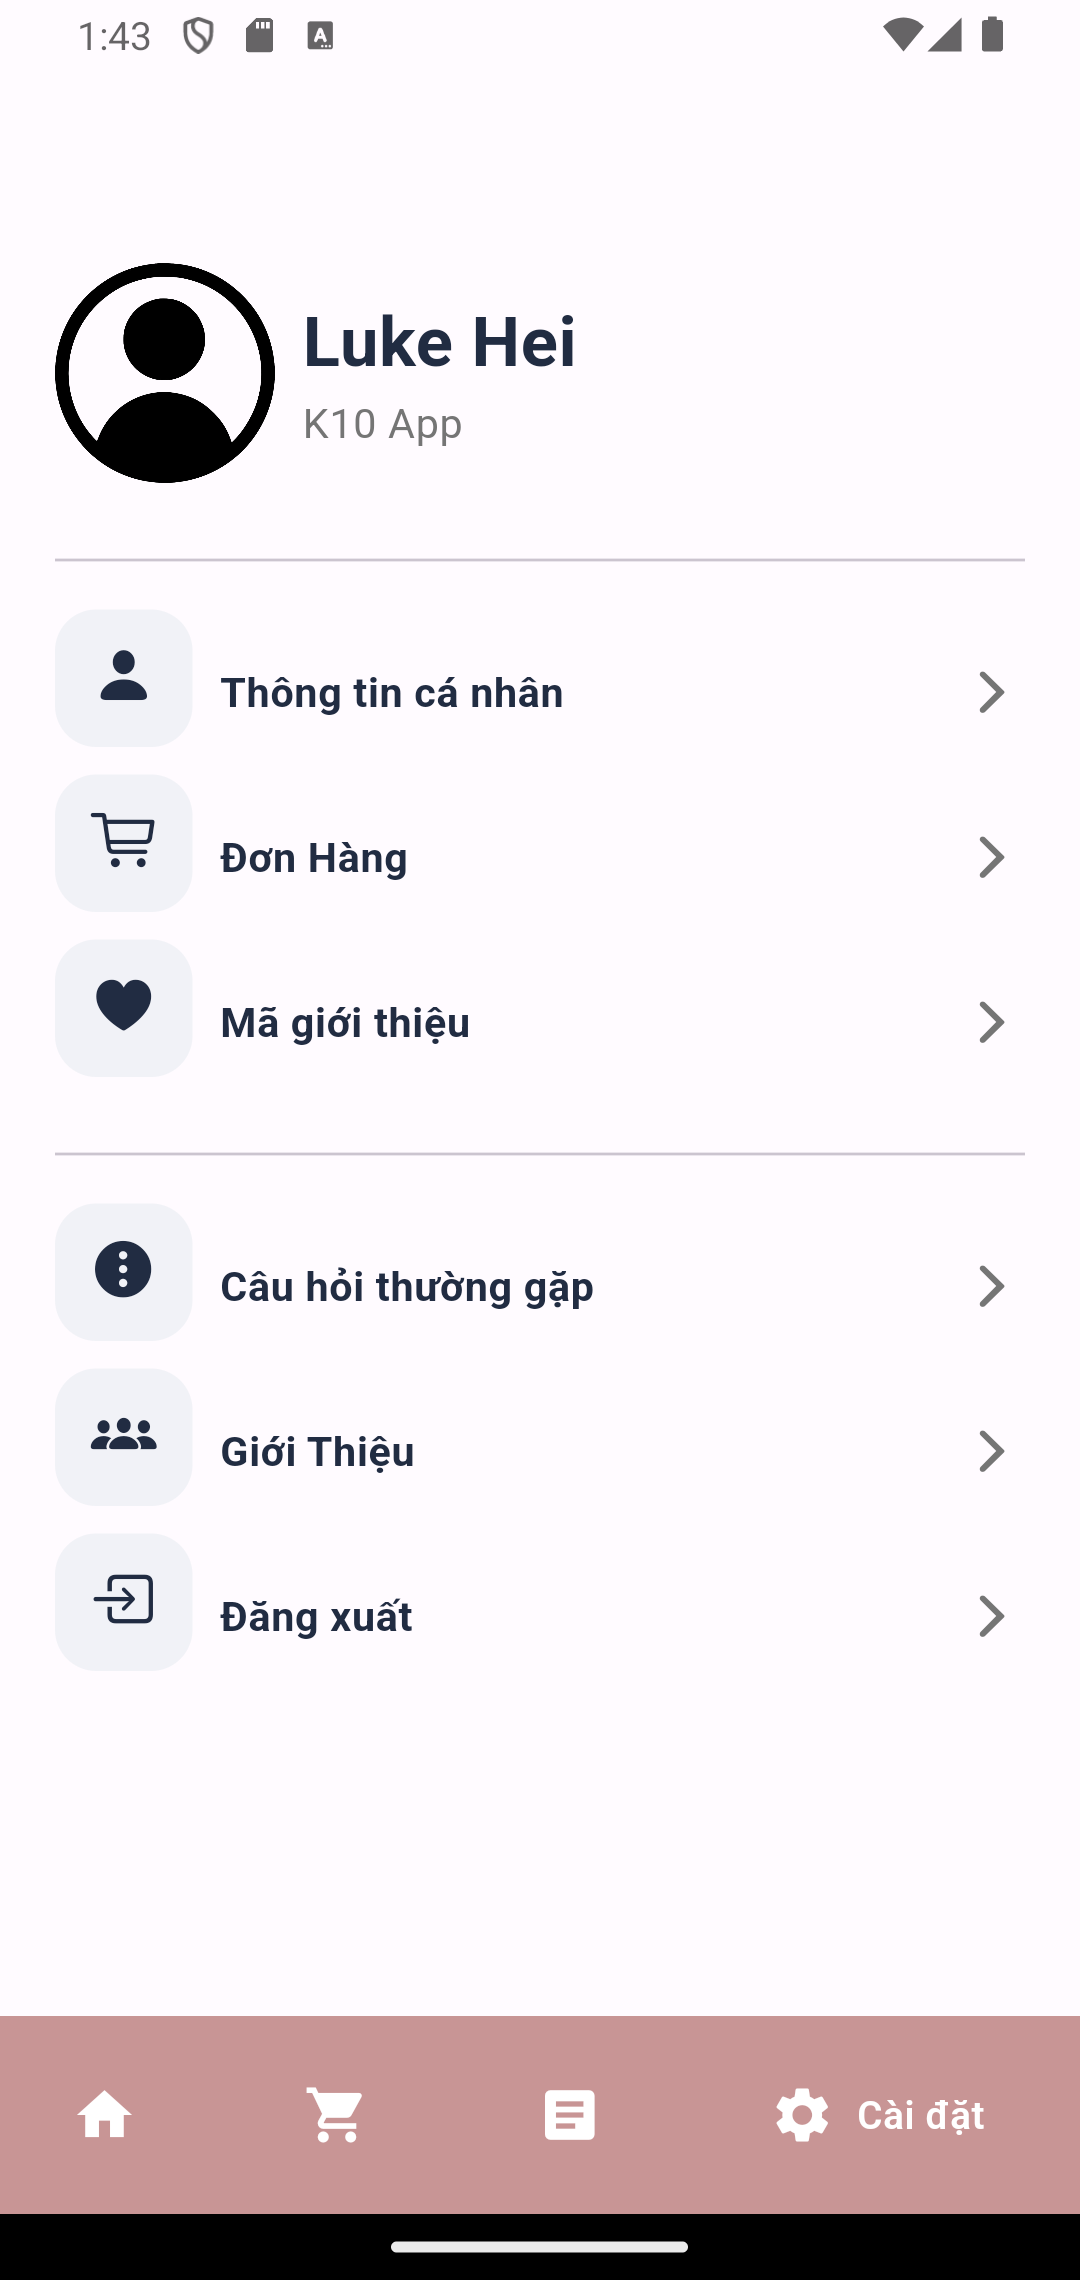 1:43
Luke Hei
K10 App
Thông tin cá nhân
Đơn Hàng
Mã giới thiệu
Câu hỏi thường gặp
Giới Thiệu
Đăng xuất
Cài đặt